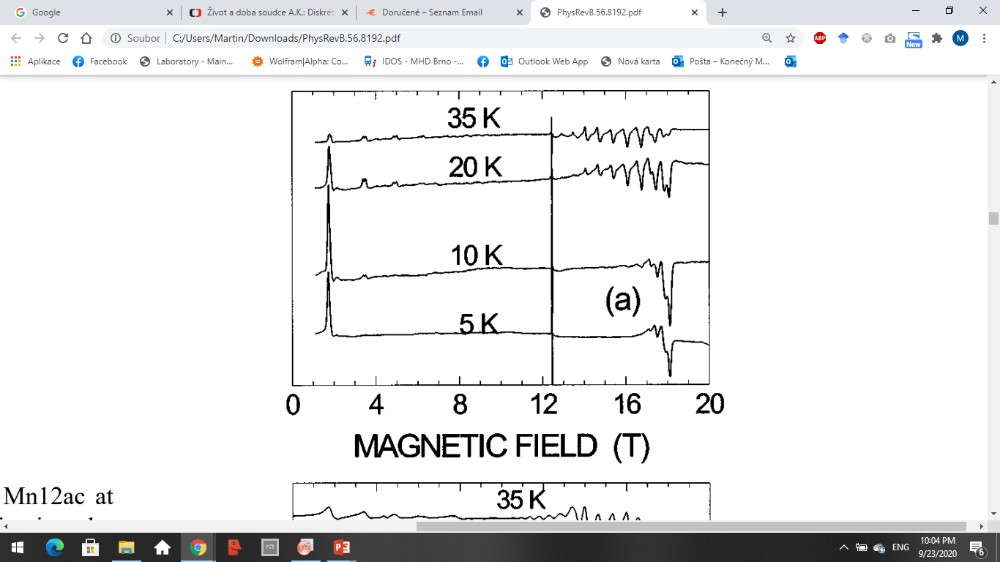 Google
Život a doba soudce A.K.: Diskrét
Doručené – Seznam Email
PhysRevB.56.8192.pdf
Soubor
C:/Users/Martin/Downloads/PhysRevB.56.8192.pdf
ABP
New
M
Aplikace
Facebook
Laboratory - Main...
Wolfram|Alpha: Co...
IDOS - MHD Brno -...
Outlook Web App
Nová karta
Pošta – Konečný M...
35 K
20 K
10 K
(a)
5 K
0 4 8 12 16 20
MAGNETIC FIELD (T)
Mn12ac at
35 K
ENG
10:04 PM
9/23/2020
6